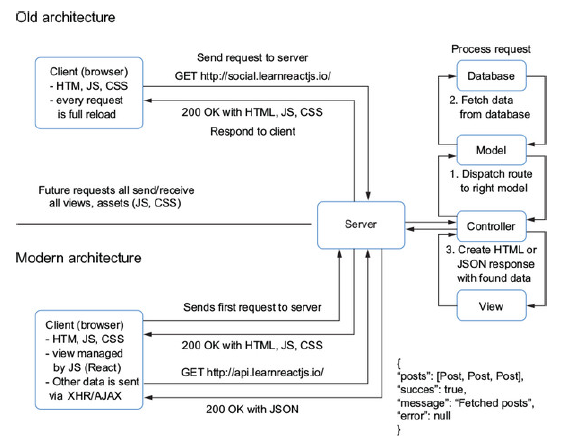 Old architecture
Process request
Send request to server
GET http://social.learnreactjs.io/
Client (browser)
- HTM, JS, CSS
- every request
is full reload
200 OK with HTML, JS, CSS
Respond to client
Database
2. Fetch data
from database
Model
1. Dispatch route
to right model
Future requests all send/receive
all views, assets (JS, CSS)
Server
Controller
3. Create HTML or
JSON response
with found data
View
Modern architecture
Sends first request to server
Client (browser)
- HTM, JS, CSS
- view managed
by JS (React)
- Other data is sent
via XHR/AJAX
200 OK with HTML, JS, CSS
GET http://api.learnreactjs.io/
200 OK with JSON
{
"posts": [Post, Post, Post],
"succes": true,
"message": “Fetched posts”,
"error": null
}